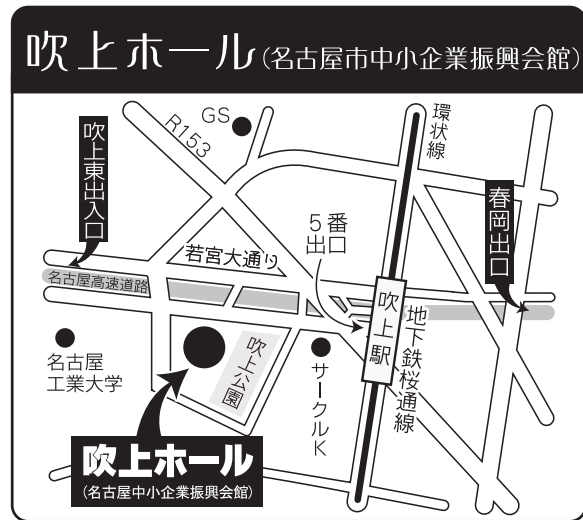 吹上ホール(名古屋市中小企業振興会館)
GS
R153
環状線
吹上東出入口
春岡出口
5番
出口
若宮大通り
名古屋高速道路
吹上駅
地下鉄桜通線
名古屋
工業大学
吹上公園
サークルK
吹上ホール
(名古屋中小企業振興会館)